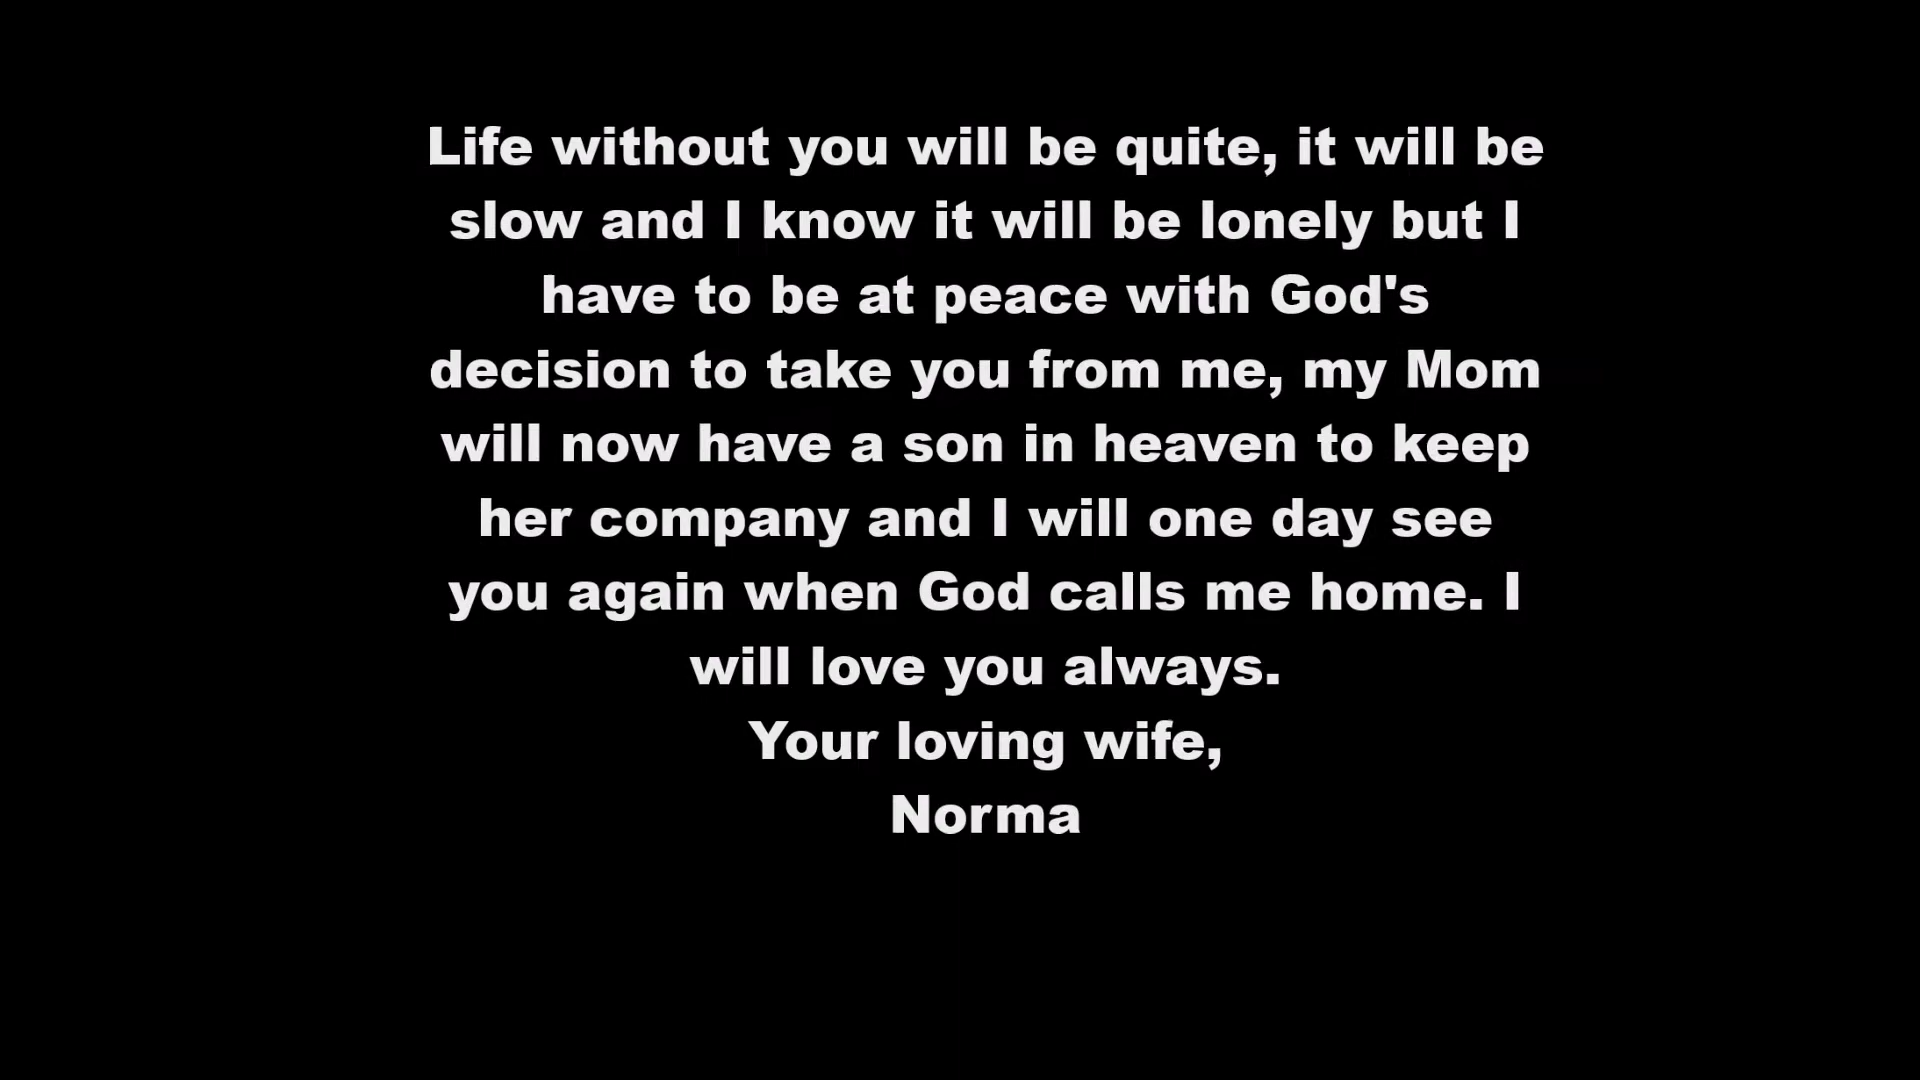 Life without you will be quite, it will be
slow and I know it will be lonely but I
have to be at peace with God's
decision to take you from me, my Mom
will now have a son in heaven to keep
her company and I will one day see
you again when God calls me home. I
will love you always.
Your loving wife,
Norma